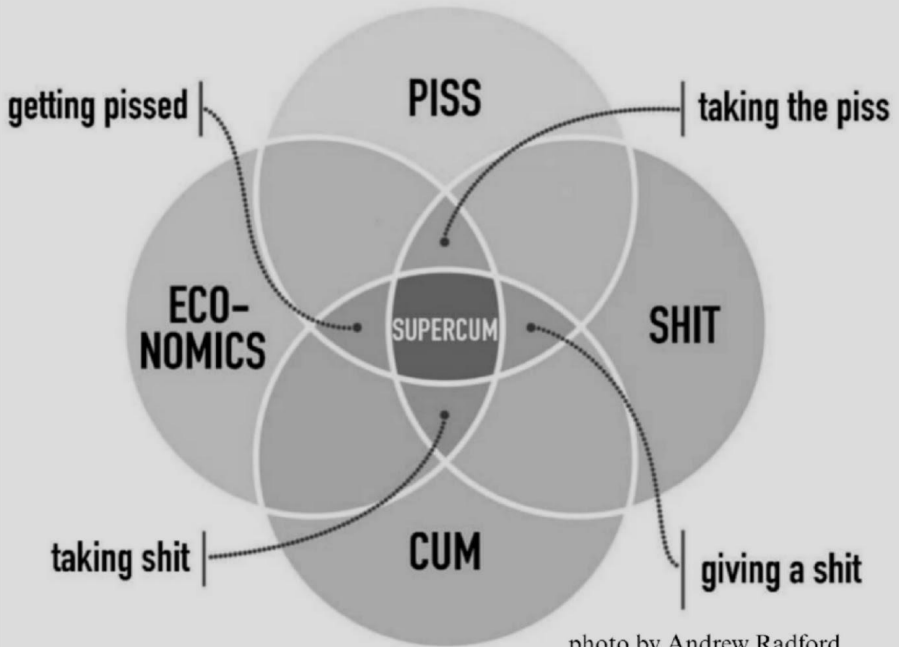 PISS
getting pissed
taking the piss
ECO-
NOMICS
SUPERCUM
SHIT
taking shit
CUM
giving a shit
photo by Andrew Radford